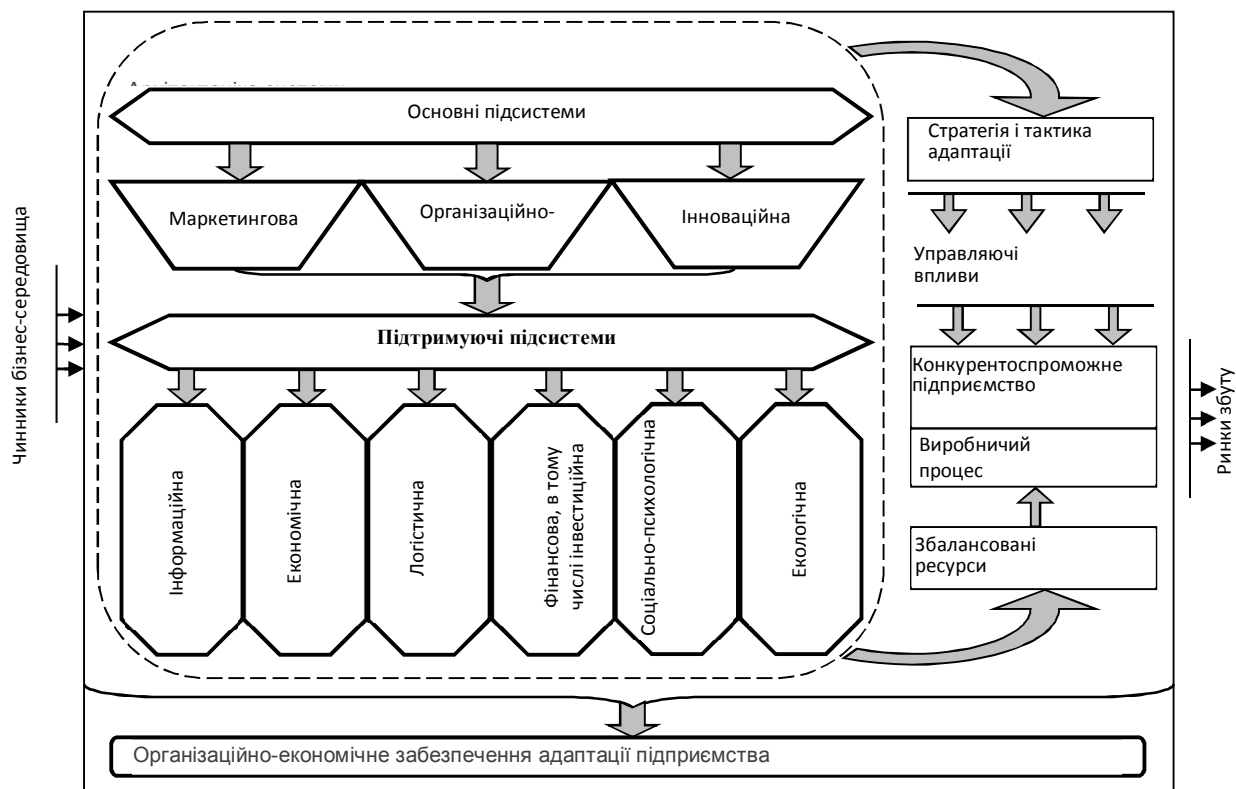 Основні підсистеми
Стратегія і тактика
адаптації
Маркетингова
Організаційно-
Інноваційна
Управляючі
впливи
Чинники бізнес-середовища
Підтримуючі підсистеми
Конкурентоспроможне
підприємство
Виробничий
процес
Ринки збуту
Інформаційна
Економічна
Логістична
Фінансова, в тому
числі інвестиційна
Соціально-психологічна
Екологічна
Збалансовані
ресурси
Організаційно-економічне забезпечення адаптації підприємства